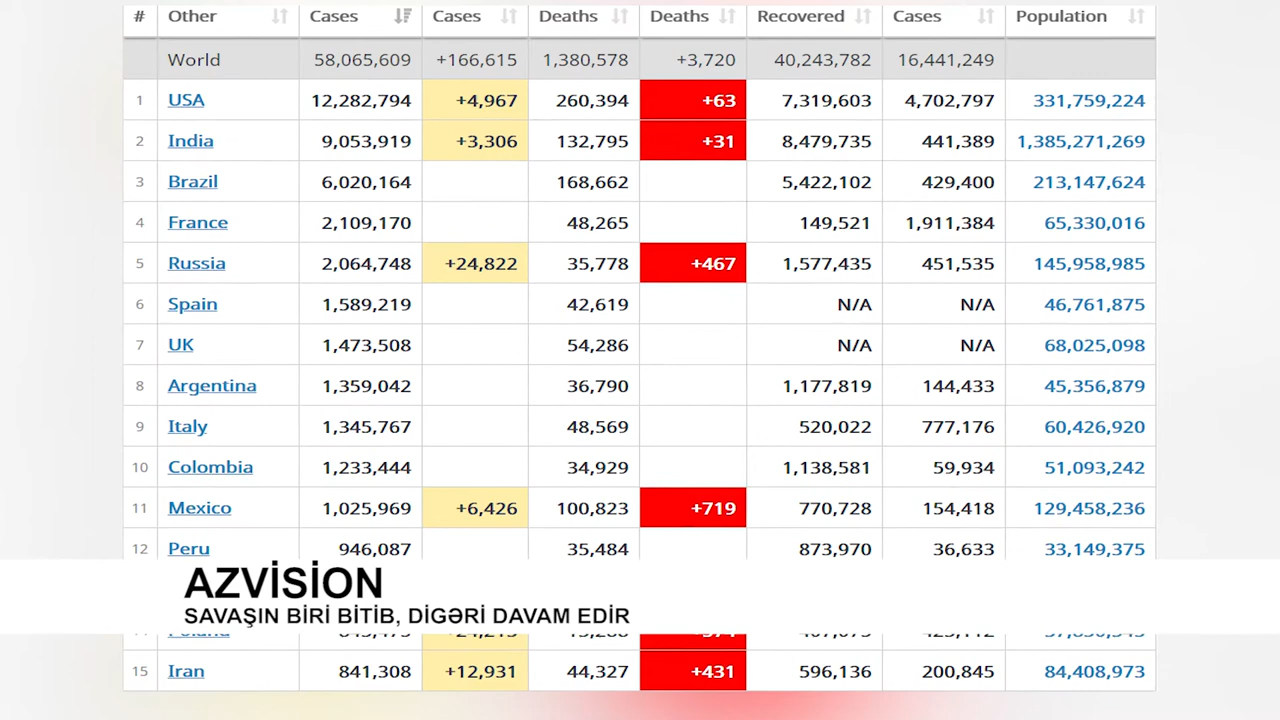 # Other Cases Cases Deaths Deaths Recovered Cases Population
World 58,065,609 +166,615 1,380,578 +3,720 40,243,782 16,441,249
1 USA 12,282,794 +4,967 260,394 +63 7,319,603 4,702,797 331,759,224
2 India 9,053,919 +3,306 132,795 +31 8,479,735 441,389 1,385,271,269
3 Brazil 6,020,164 168,662 5,422,102 429,400 213,147,624
4 France 2,109,170 48,265 149,521 1,911,384 65,330,016
5 Russia 2,064,748 +24,822 35,778 +467 1,577,435 451,535 145,958,985
6 Spain 1,589,219 42,619 N/A N/A 46,761,875
7 UK 1,473,508 54,286 N/A N/A 68,025,098
8 Argentina 1,359,042 36,790 1,177,819 144,433 45,356,879
9 Italy 1,345,767 48,569 520,022 777,176 60,426,920
10 Colombia 1,233,444 34,929 1,138,581 59,934 51,093,242
11 Mexico 1,025,969 +6,426 100,823 +719 770,728 154,418 129,458,236
12 Peru 946,087 35,484 873,970 36,633 33,149,375
AZVİSİON
SAVAŞIN BİRİ BİTİB, DİGƏRİ DAVAM EDİR
15 Iran 841,308 +12,931 44,327 +431 596,136 200,845 84,408,973